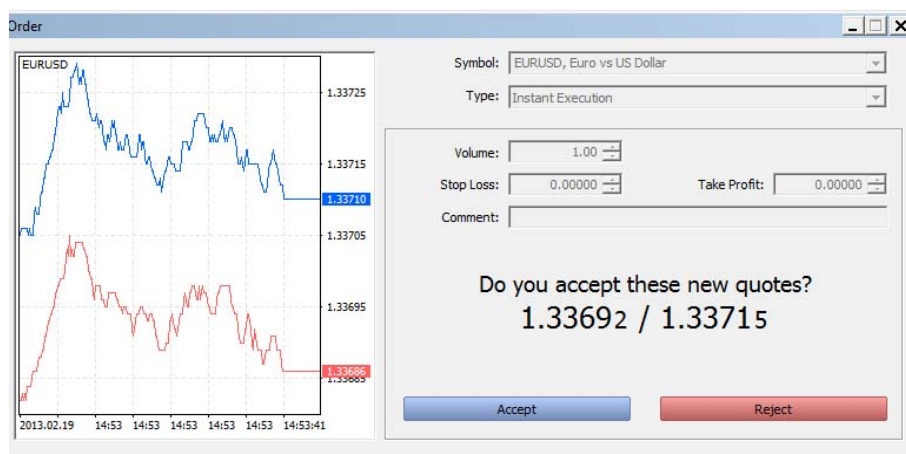 Order
EURUSD
1.33725
1.33715
1.33710
1.33705
1.33695
1.33686
1.33685
2013.02.19 14:53 14:53 14:53 14:53 14:53 14:53:41
Symbol: EURUSD, Euro vs US Dollar
Type: Instant Execution
Volume: 1.00
Stop Loss: 0.00000 Take Profit: 0.00000
Comment:
Do you accept these new quotes?
1.33692 / 1.33715
Accept Reject